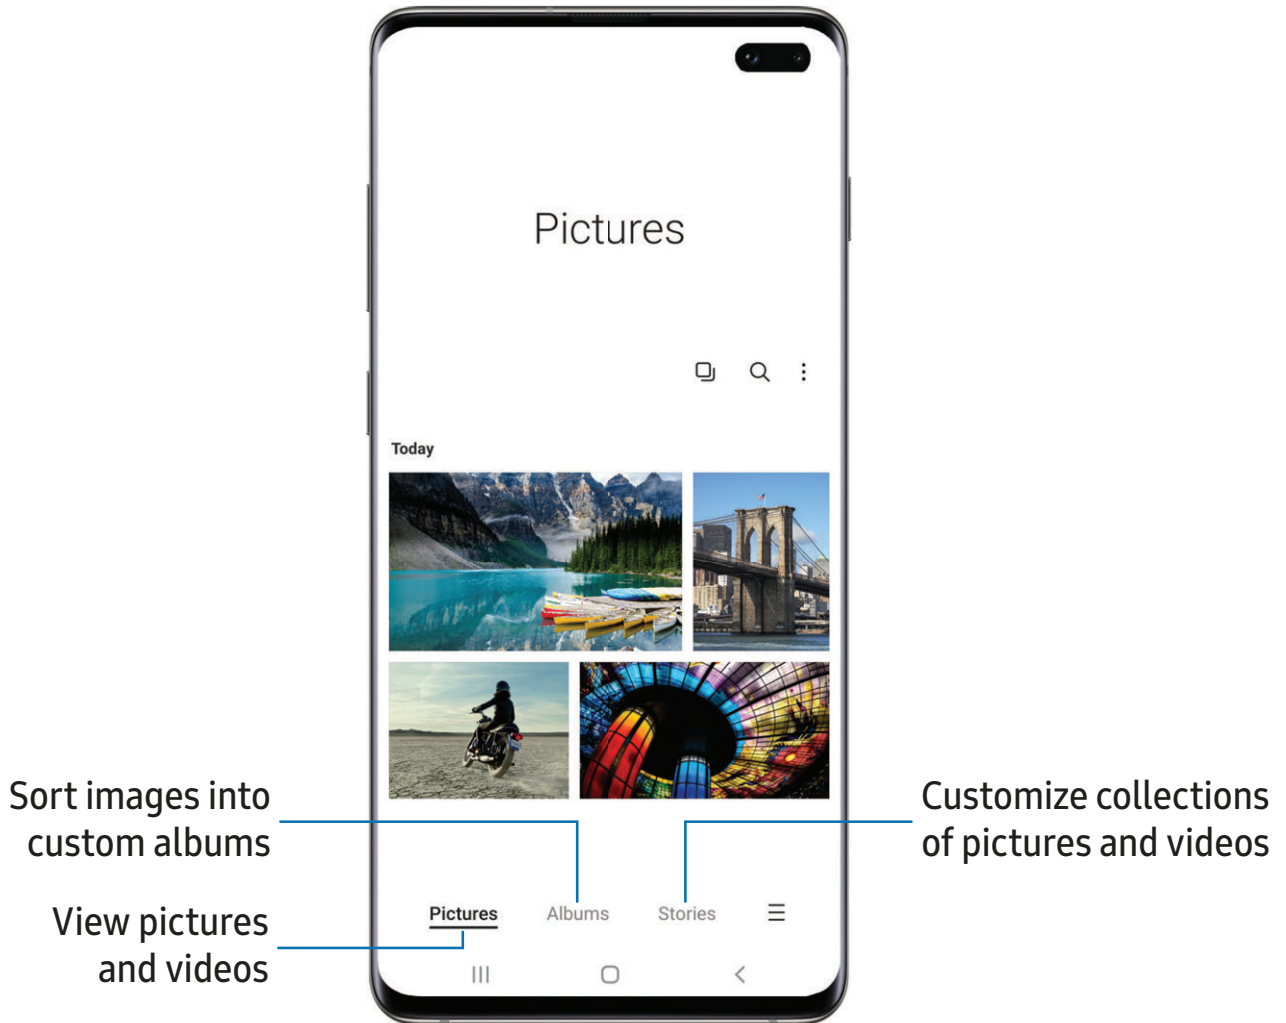 Pictures
Today
Sort images into
custom albums
Customize collections
of pictures and videos
View pictures
and videos
Pictures
Albums
Stories